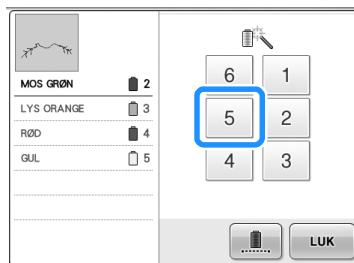 MOS GRØN 2
LYS ORANGE 3
RØD 4
GUL 5
6 1
5 2
4 3
LUK